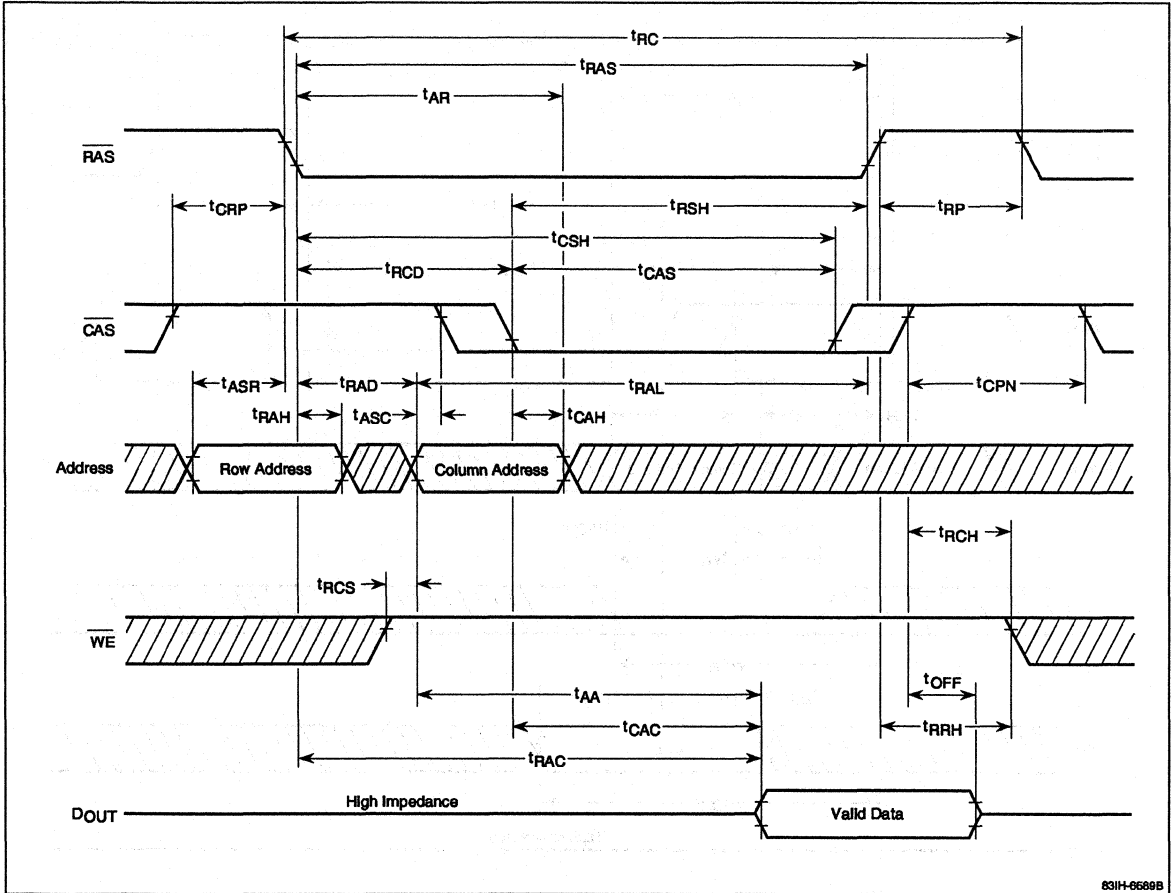 tRC
tRAS
tAR
RAS
tCRP
tRSH
tRP
tCSH
tRCD
tCAS
CAS
tASR
tRAD
tRAL
tCPN
tRAH
tASC
tCAH
Address
Row Address
Column Address
tRCH
tRCS
WE
tOFF
tAA
tCAC
tRRH
tRAC
High Impedance
DOUT
Valid Data
83IH-6689B